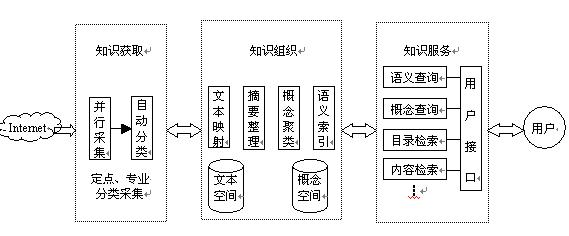 知识获取
知识组织
知识服务
Internet
并行采集
自动分类
定点、专业
分类采集
文本映射
摘要整理
概念聚类
语义索引
文本
空间
概念
空间
语义查询
概念查询
目录检索
内容检索
用户接口
用户